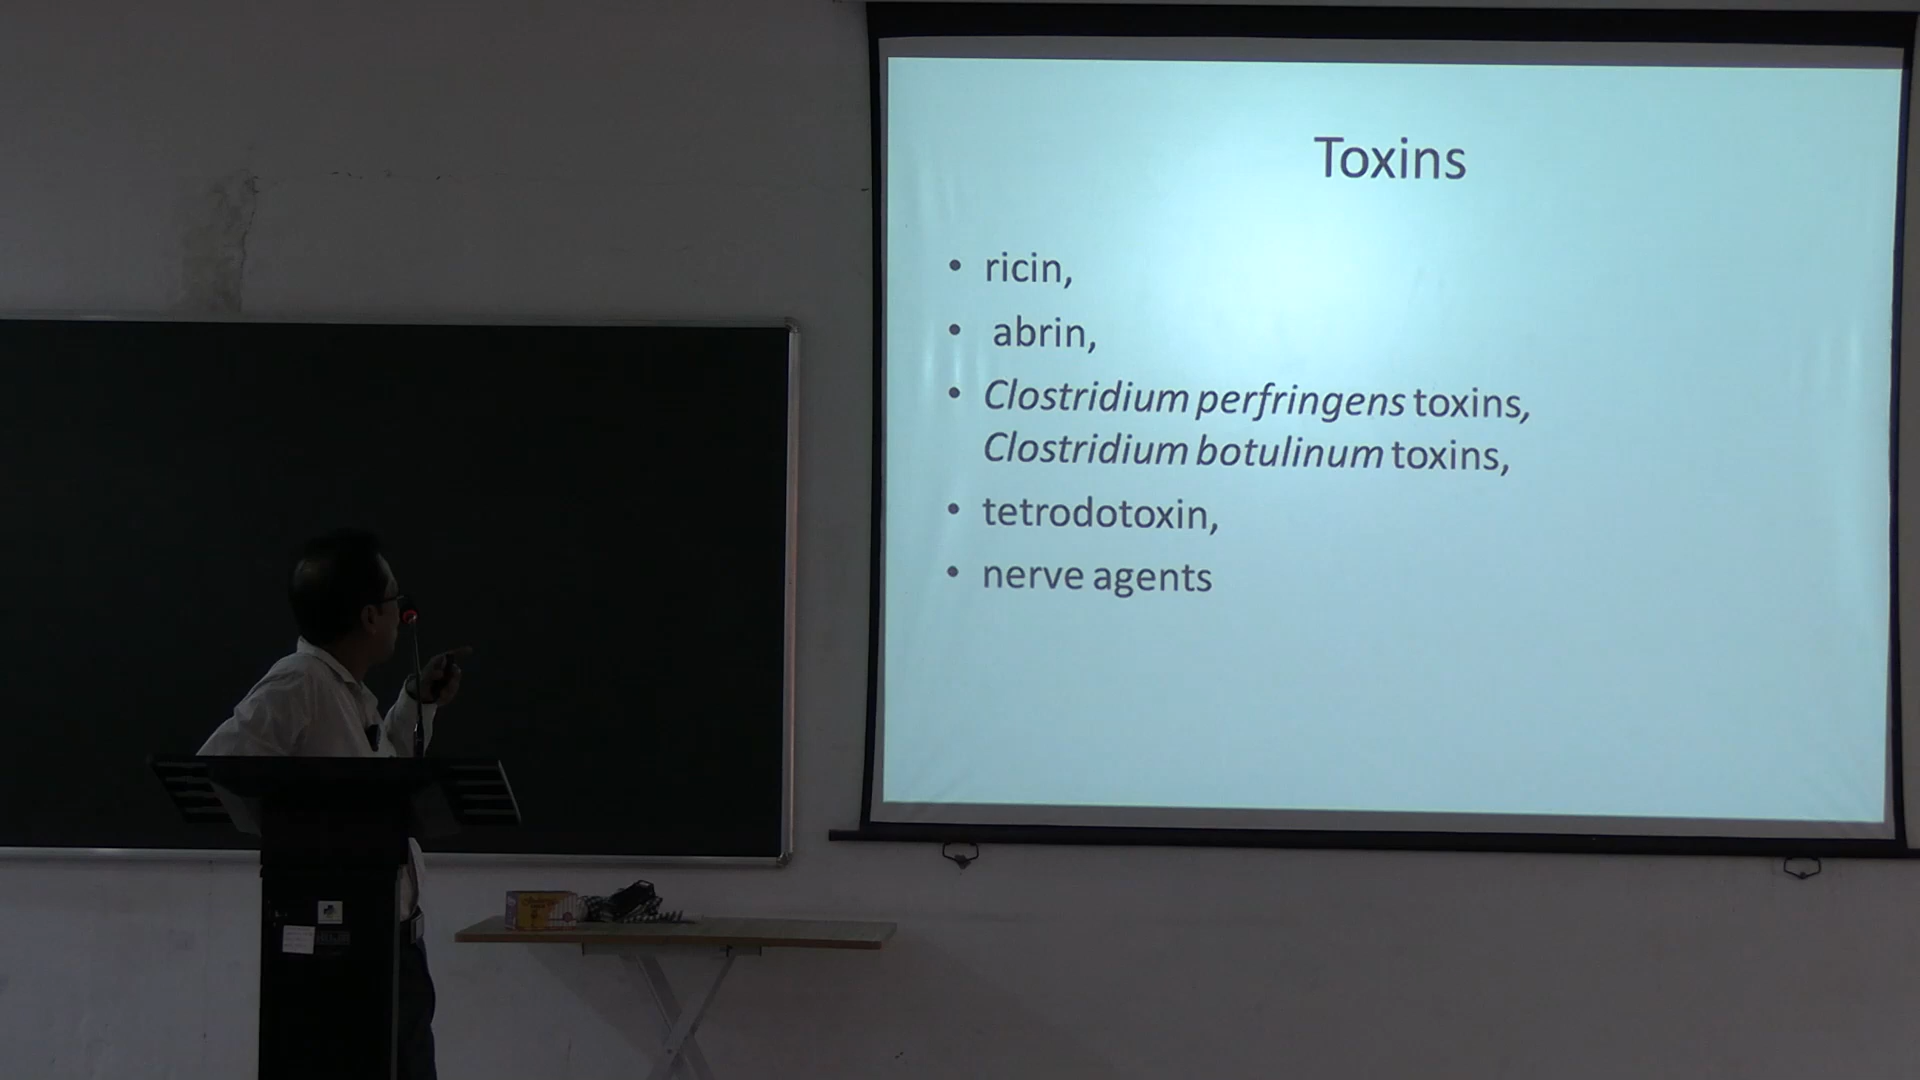 Toxins
• ricin,
• abrin,
• Clostridium perfringens toxins,
Clostridium botulinum toxins,
• tetrodotoxin,
• nerve agents